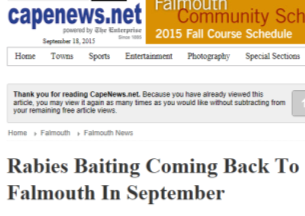 capenews.net
powered by The Enterprise
Since 1895
September 18, 2015
Falmouth
Community Sch
2015 Fall Course Schedule
Home Towns Sports Entertainment Photography Special Sections
Thank you for reading CapeNews.net. Because you have already viewed this
article, you may view it again as many times as you would like without subtracting from
your remaining free article views.
Home › Falmouth › Falmouth News
Rabies Baiting Coming Back To
Falmouth In September